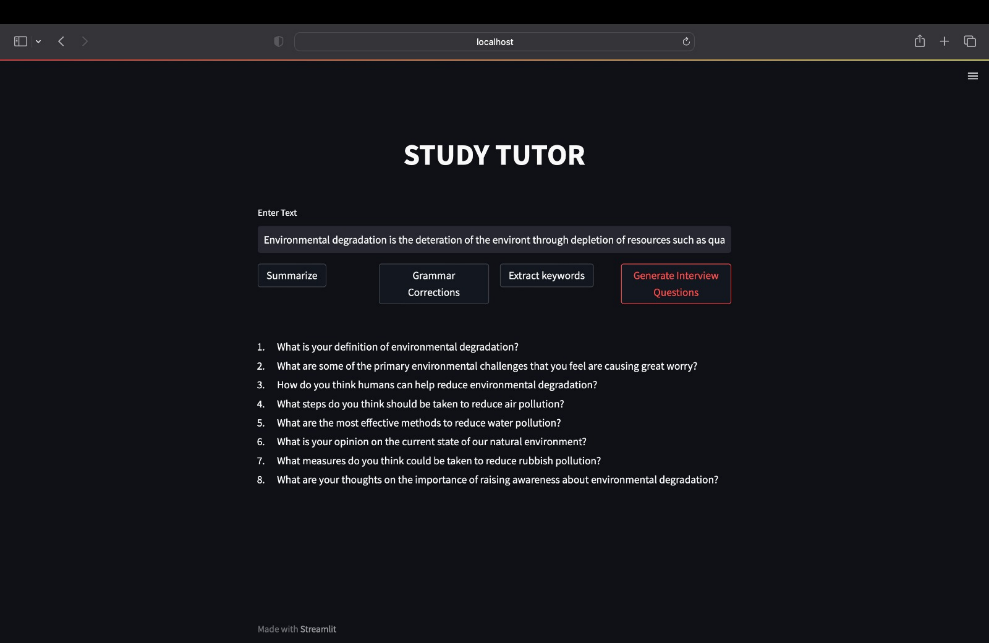 localhost
STUDY TUTOR
Enter Text
Environmental degradation is the deteration of the environt through depletion of resources such as qua
Summarize
Grammar
Corrections
Extract keywords
Generate Interview
Questions
1. What is your definition of environmental degradation?
2. What are some of the primary environmental challenges that you feel are causing great worry?
3. How do you think humans can help reduce environmental degradation?
4. What steps do you think should be taken to reduce air pollution?
5. What are the most effective methods to reduce water pollution?
6. What is your opinion on the current state of our natural environment?
7. What measures do you think could be taken to reduce rubbish pollution?
8. What are your thoughts on the importance of raising awareness about environmental degradation?
Made with Streamlit